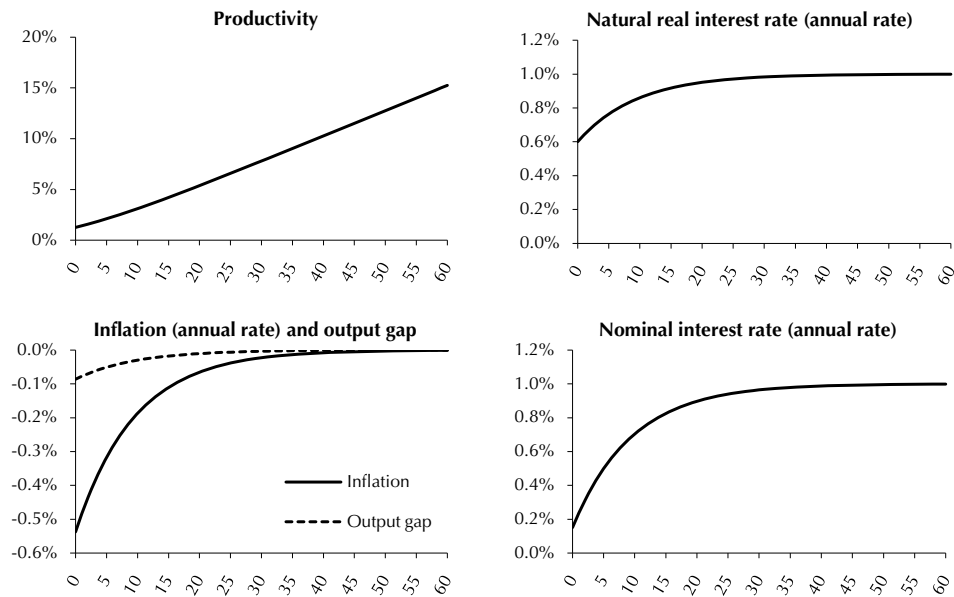 Productivity
20%
15%
10%
5%
0%
0 5 10 15 20 25 30 35 40 45 50 55 60
Natural real interest rate (annual rate)
1.2%
1.0%
0.8%
0.6%
0.4%
0.2%
0.0%
0 5 10 15 20 25 30 35 40 45 50 55 60
Inflation (annual rate) and output gap
0.0%
-0.1%
-0.2%
-0.3%
-0.4%
-0.5%
-0.6%
Inflation
Output gap
0 5 10 15 20 25 30 35 40 45 50 55 60
Nominal interest rate (annual rate)
1.2%
1.0%
0.8%
0.6%
0.4%
0.2%
0.0%
0 5 10 15 20 25 30 35 40 45 50 55 60